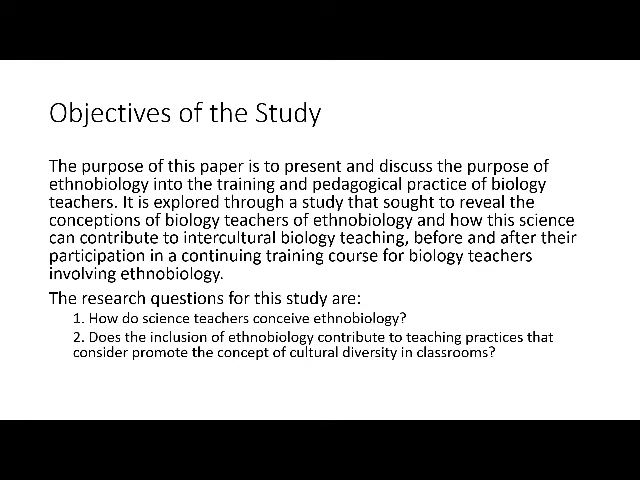 Objectives of the Study
The purpose of this paper is to present and discuss the purpose of
ethnobiology into the training and pedagogical practice of biology
teachers. It is explored through a study that sought to reveal the
conceptions of biology teachers of ethnobiology and how this science
can contribute to intercultural biology teaching, before and after their
participation in a continuing training course for biology teachers
involving ethnobiology.
The research questions for this study are:
1. How do science teachers conceive ethnobiology?
2. Does the inclusion of ethnobiology contribute to teaching practices that
consider promote the concept of cultural diversity in classrooms?